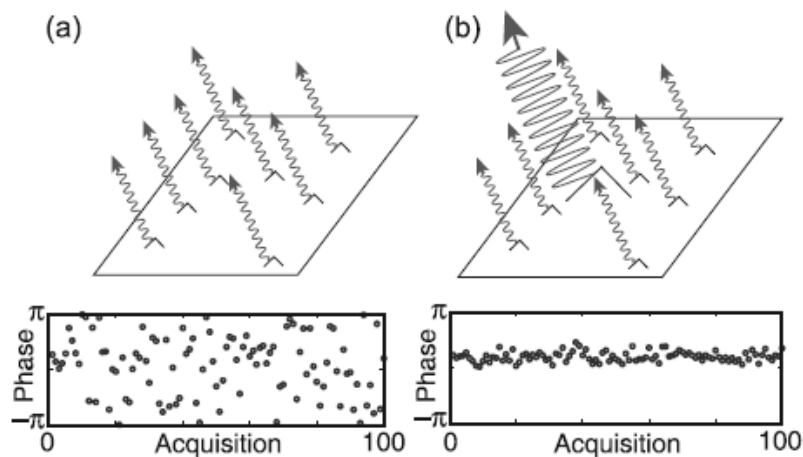 (a)
(b)
π
Phase
−π
0
Acquisition
100
π
Phase
−π
0
Acquisition
100